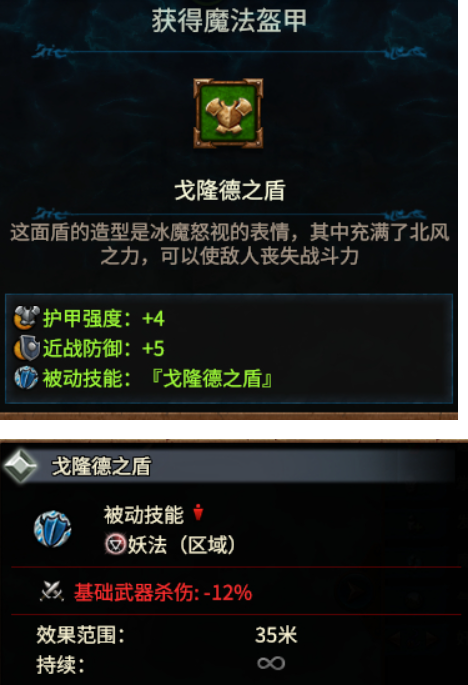 获得魔法盔甲
戈隆德之盾
这面盾的造型是冰魔怒视的表情，其中充满了北风
之力，可以使敌人丧失战斗力
护甲强度：+4
近战防御：+5
被动技能：『戈隆德之盾』
戈隆德之盾
被动技能
妖法（区域）
基础武器杀伤: -12%
效果范围： 35米
持续： ∞